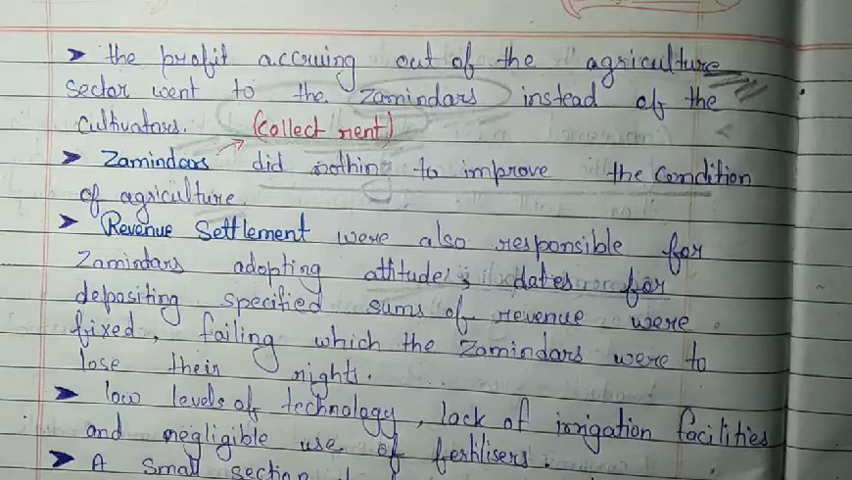 ➤ the profit accruing out of the agriculture
sector went to the zamindars instead of the
cultivators. (collect rent)
➤ Zamindars did nothing to improve the condition
of agriculture.
➤ Revenue Settlement were also responsible for
Zamindars adopting attitude; dates for
depositing specified sums of revenue were
fixed, failing which the Zamindars were to
lose their right.
➤ low levels of technology, lack of irrigation facilities
and negligible use of fertilisers.
➤ A small section